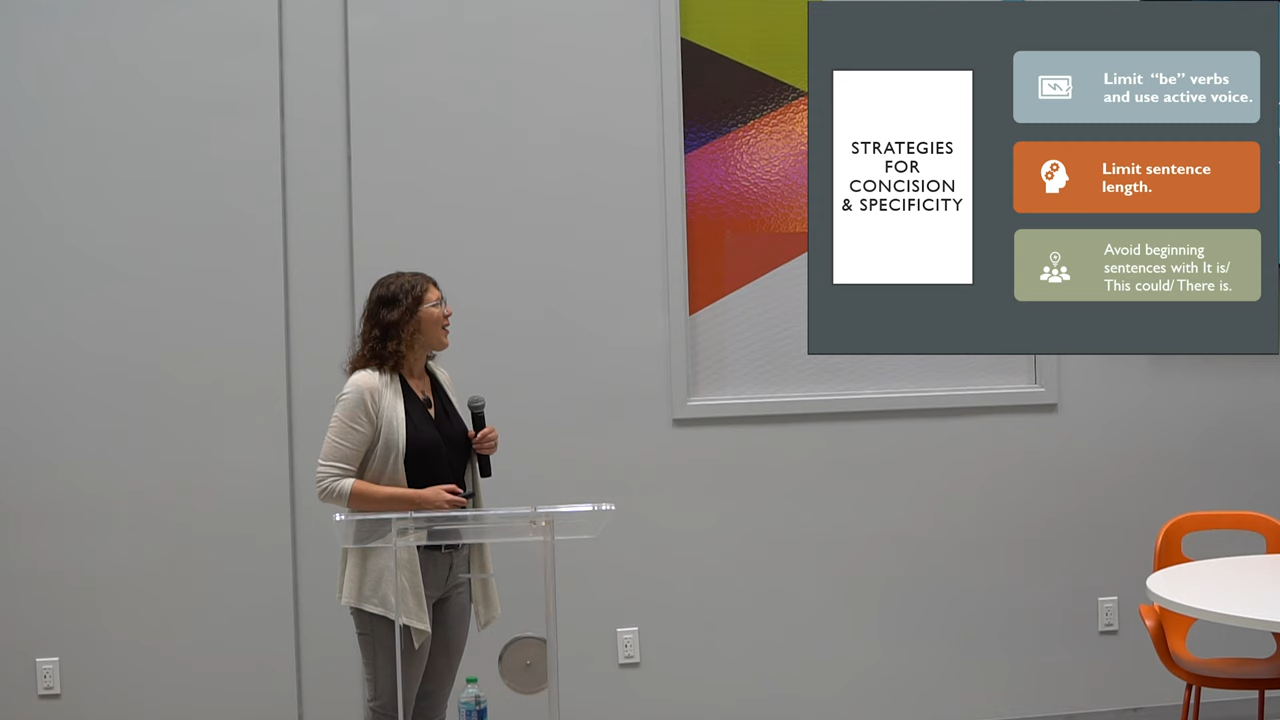 STRATEGIES
FOR
CONCISION
& SPECIFICITY
Limit “be” verbs
and use active voice.
Limit sentence
length.
Avoid beginning
sentences with It is/
This could/ There is.